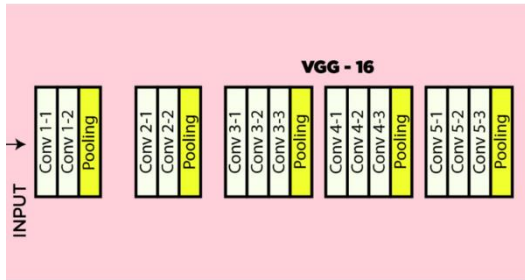 VGG - 16
INPUT
Conv 1-1
Conv 1-2
Pooling
Conv 2-1
Conv 2-2
Pooling
Conv 3-1
Conv 3-2
Conv 3-3
Pooling
Conv 4-1
Conv 4-2
Conv 4-3
Pooling
Conv 5-1
Conv 5-2
Conv 5-3
Pooling